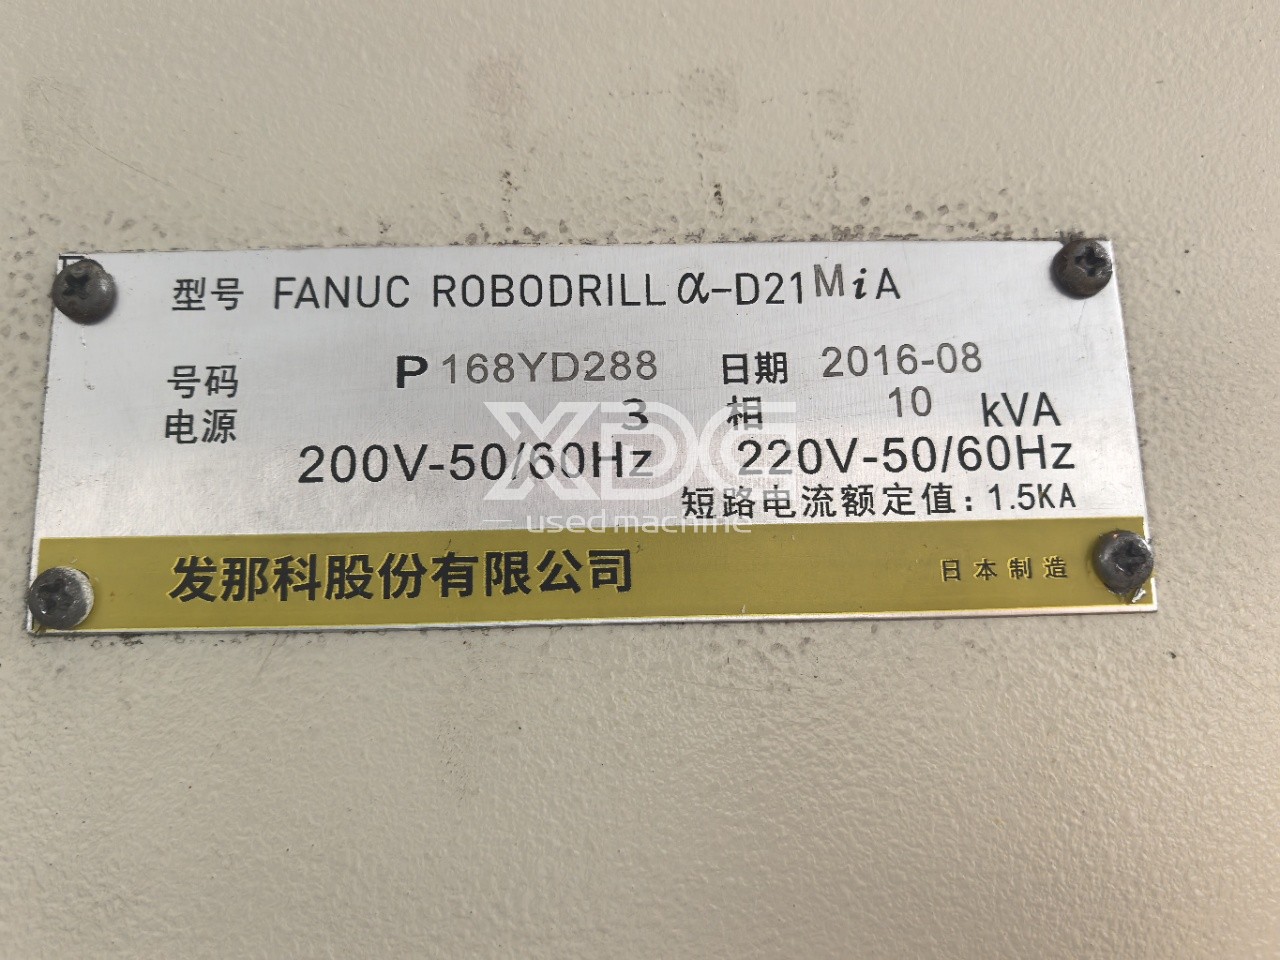 型号 FANUC ROBODRILL α-D21MiA
号码 P168YD288 日期 2016-08
电源 3 相 10 kVA
200V-50/60Hz 220V-50/60Hz
短路电流额定值: 1.5KA
发那科股份有限公司 日本制造
XDG
used machine